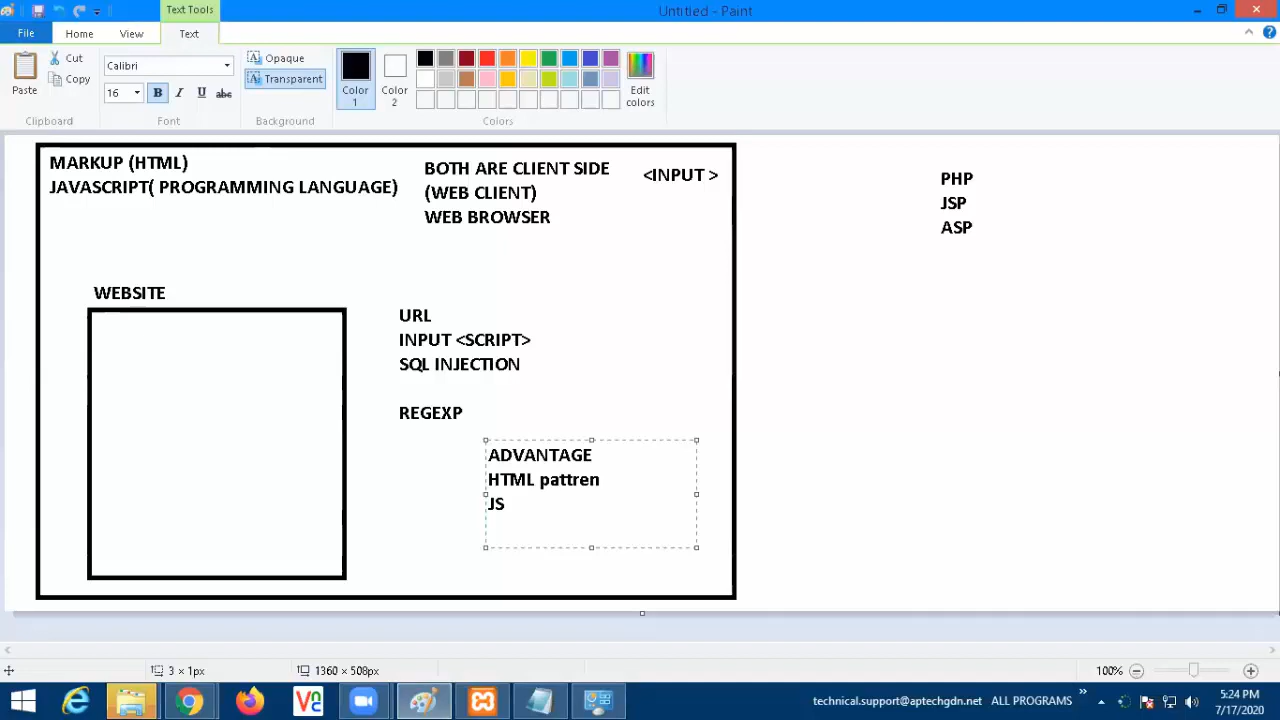 Text Tools
Untitled - Paint
File
Home
View
Text
Paste
Cut
Copy
Clipboard
Calibri
16
B
I
U
abc
Font
Opaque
Transparent
Background
Color 1
Color 2
Edit colors
Colors
MARKUP (HTML)
JAVASCRIPT( PROGRAMMING LANGUAGE)
BOTH ARE CLIENT SIDE
(WEB CLIENT)
WEB BROWSER
<INPUT >
PHP
JSP
ASP
WEBSITE
URL
INPUT <SCRIPT>
SQL INJECTION
REGEXP
ADVANTAGE
HTML pattren
JS
3 × 1px
1360 × 508px
100%
technical.support@aptechgdn.net
ALL PROGRAMS
5:24 PM
7/17/2020